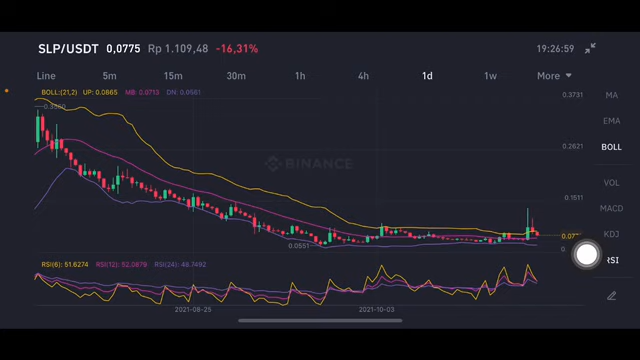 SLP/USDT 0,0775 Rp 1.109,48 -16,31% 19:26:59
Line 5m 15m 30m 1h 4h 1d 1w More
BOLL:(21,2) UP: 0.0865 MB: 0.0713 DN: 0.0561
0.3731
MA
EMA
0.2621
BOLL
BINANCE
VOL
0.1511
MACD
KDJ
0.0551
0
RSI
RSI(6): 51.6274 RSI(12): 52.0879 RSI(24): 46.7492
2021-08-25 2021-10-03